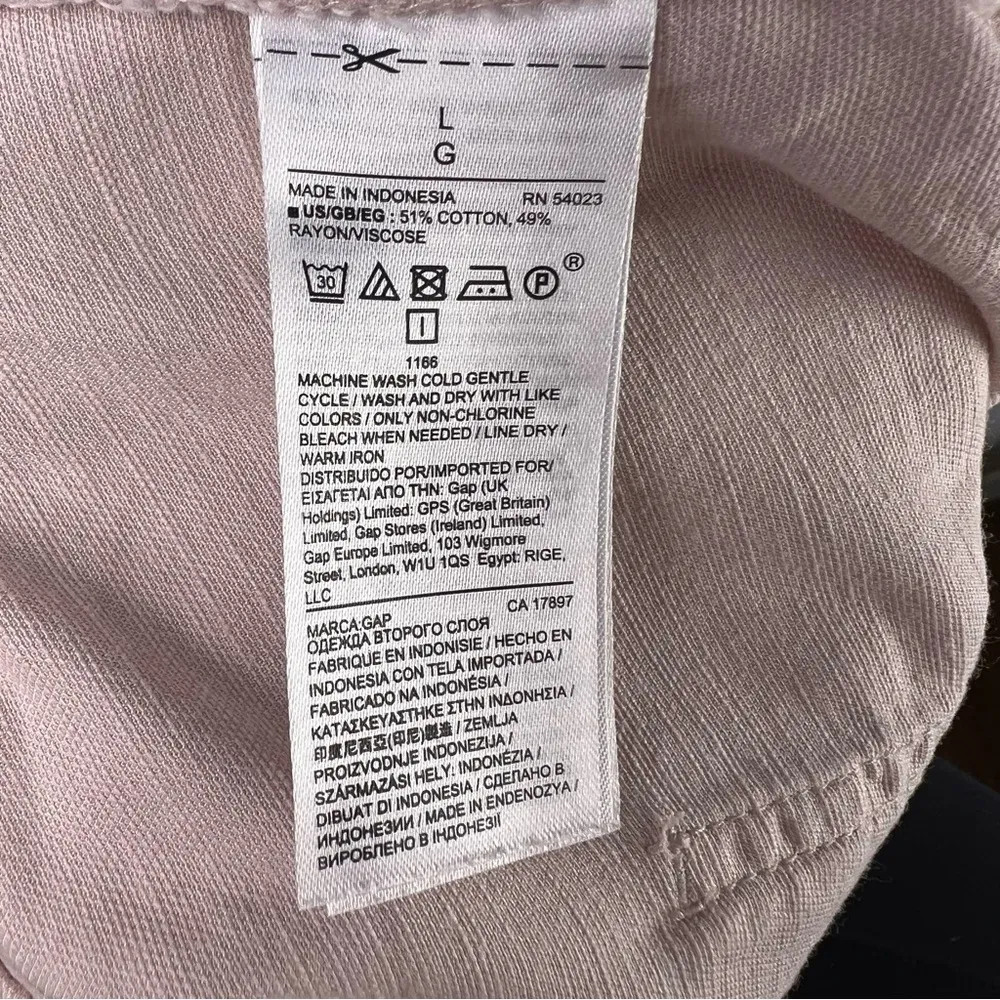 L
G
MADE IN INDONESIA RN 54023
US/GB/EG : 51% COTTON, 49%
RAYON/VISCOSE
30 P ®
I
1166
MACHINE WASH COLD GENTLE
CYCLE / WASH AND DRY WITH LIKE
COLORS / ONLY NON-CHLORINE
BLEACH WHEN NEEDED / LINE DRY /
WARM IRON
DISTRIBUIDO POR/IMPORTED FOR/
ΕΙΣΑΓΕΤΑΙ ΑΠΟ ΤΗΝ: Gap (UK
Holdings) Limited: GPS (Great Britain)
Limited, Gap Stores (Ireland) Limited,
Gap Europe Limited, 103 Wigmore
Street, London, W1U 1QS Egypt: RIGE,
LLC
CA 17897
MARCA:GAP
ОДЕЖДА ВТОРОГО СЛОЯ
FABRIQUE EN INDONISIE / HECHO EN
INDONESIA CON TELA IMPORTADA /
FABRICADO NA INDONÉSIA /
ΚΑΤΑΣΚΕΥΑΣΤΗΚΕ ΣΤΗΝ ΙΝΔΟΝΗΣΙΑ /
印度尼西亞(印尼)製造 / ZEMLJA
PROIZVODNJE INDONEZIJA /
SZÁRMAZÁSI HELY: INDONÉZIA /
DIBUAT DI INDONESIA / СДЕЛАНО В
ИНДОНЕЗИИ / MADE IN ENDENOZYA /
ВИРОБЛЕНО В ІНДОНЕЗІЇ